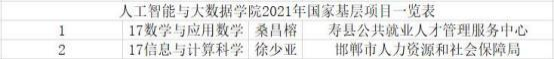 人工智能与大数据学院2021年国家基层项目一览表
1 17数学与应用数学 桑昌榕 寿县公共就业人才管理服务中心
2 17信息与计算科学 徐少亚 邯郸市人力资源和社会保障局